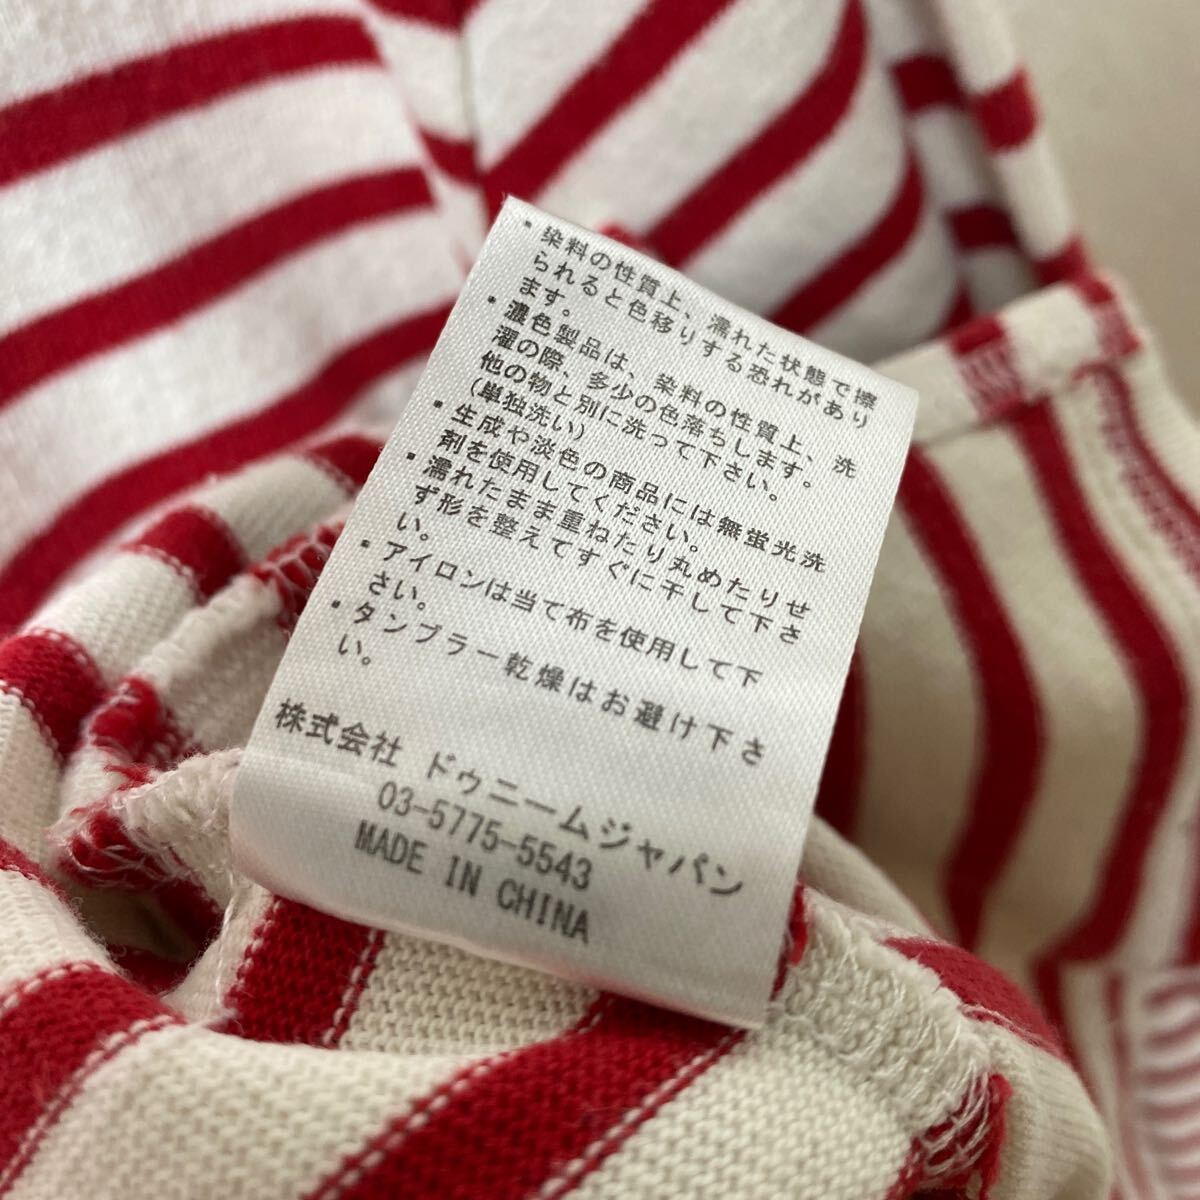 ・染料の性質上、濡れた状態で擦
られると色移りする恐れがあり
ます。
・濃色製品は、染料の性質上、洗
濯の際、多少の色落ちします。
他の物と別に洗って下さい。
(単独洗い)
・生成や淡色の商品には無蛍光洗
剤を使用してください。
・濡れたまま重ねたり丸めたりせ
ず形を整えてすぐに干して下さ
い。
・アイロンは当て布を使用して下
さい。
・タンブラー乾燥はお避け下さ
い。
株式会社 ドゥニームジャパン
03-5775-5543
MADE IN CHINA